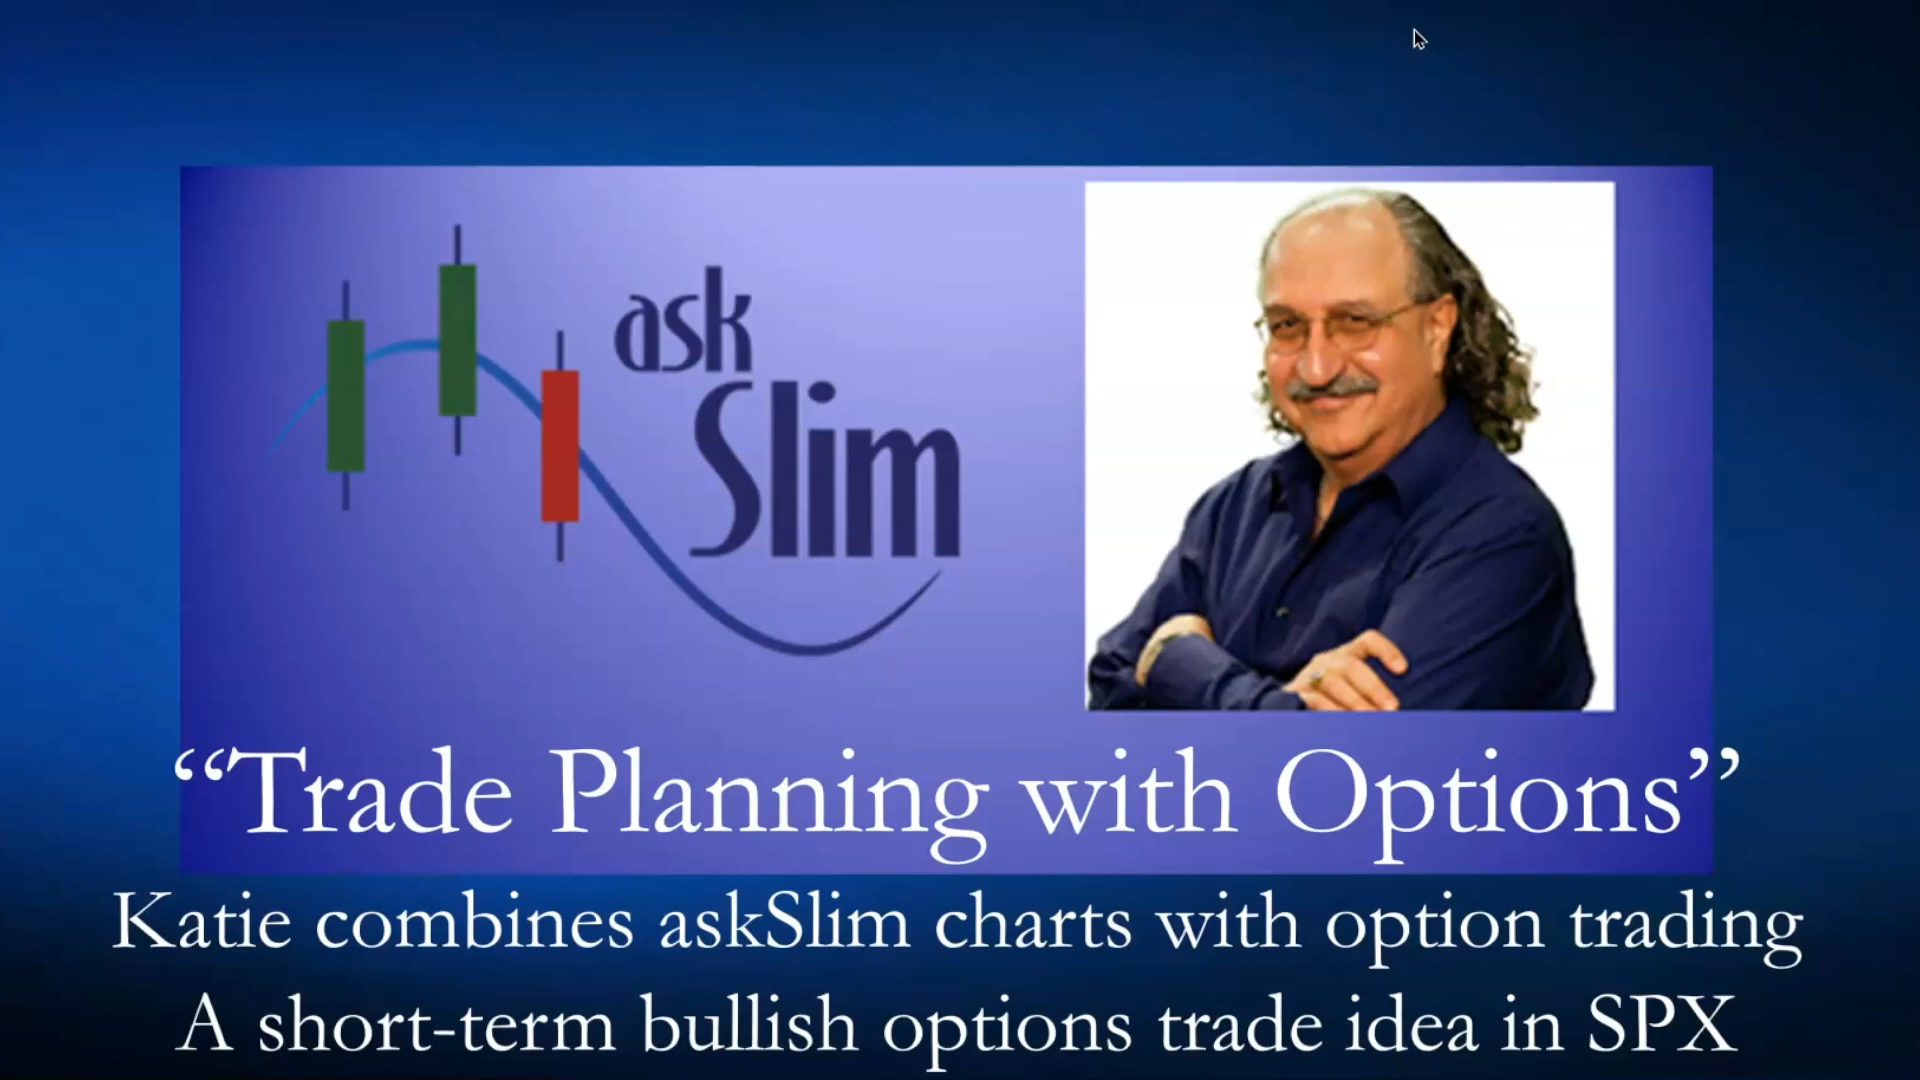 ask
Slim
“Trade Planning with Options”
Katie combines askSlim charts with option trading
A short-term bullish options trade idea in SPX